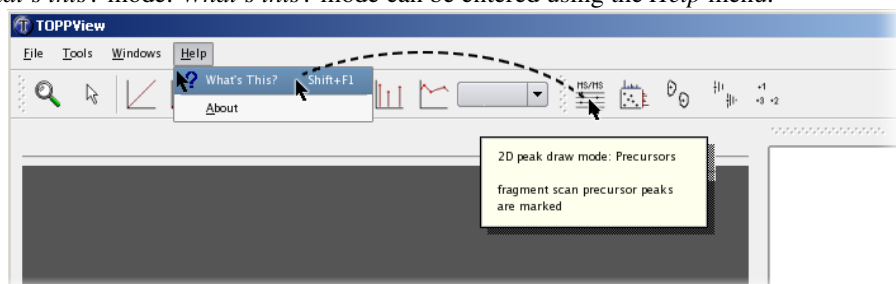 at's this? mode. What's this? mode can be entered using the Help menu.
TOPPView
File Tools Windows Help
What's This? Shift+F1
About
MS/MS
+1
+3 +2
2D peak draw mode: Precursors
fragment scan precursor peaks
are marked